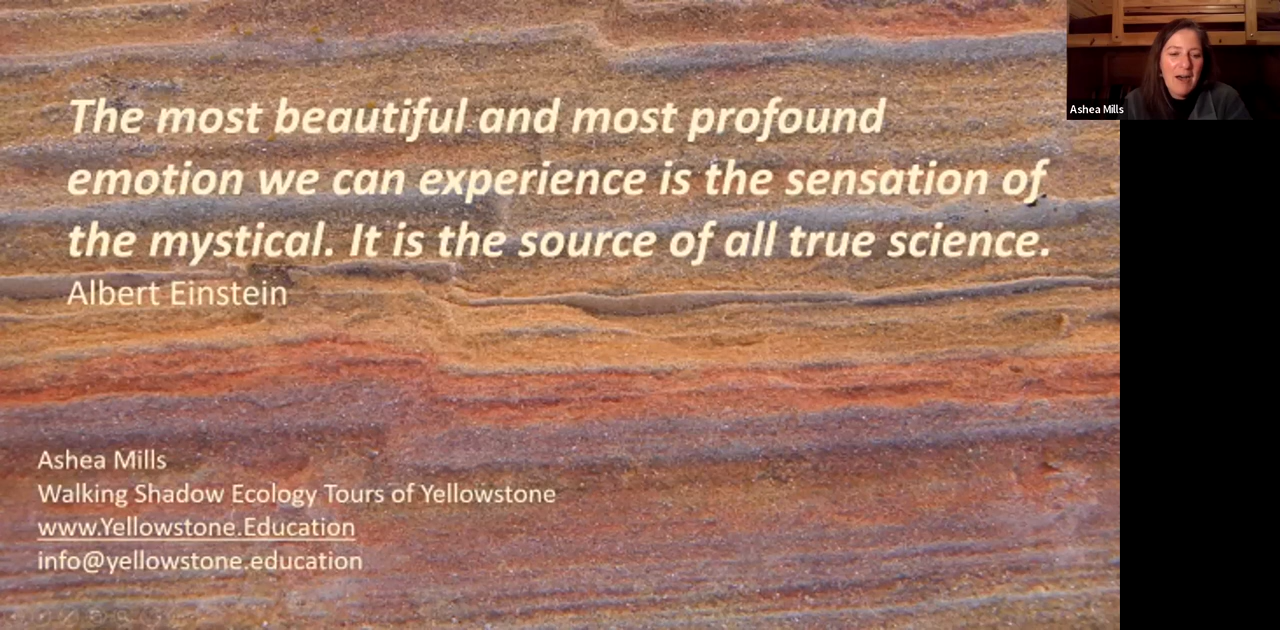 The most beautiful and most profound
emotion we can experience is the sensation of
the mystical. It is the source of all true science.
Albert Einstein
Ashea Mills
Walking Shadow Ecology Tours of Yellowstone
www.Yellowstone.Education
info@yellowstone.education
Ashea Mills